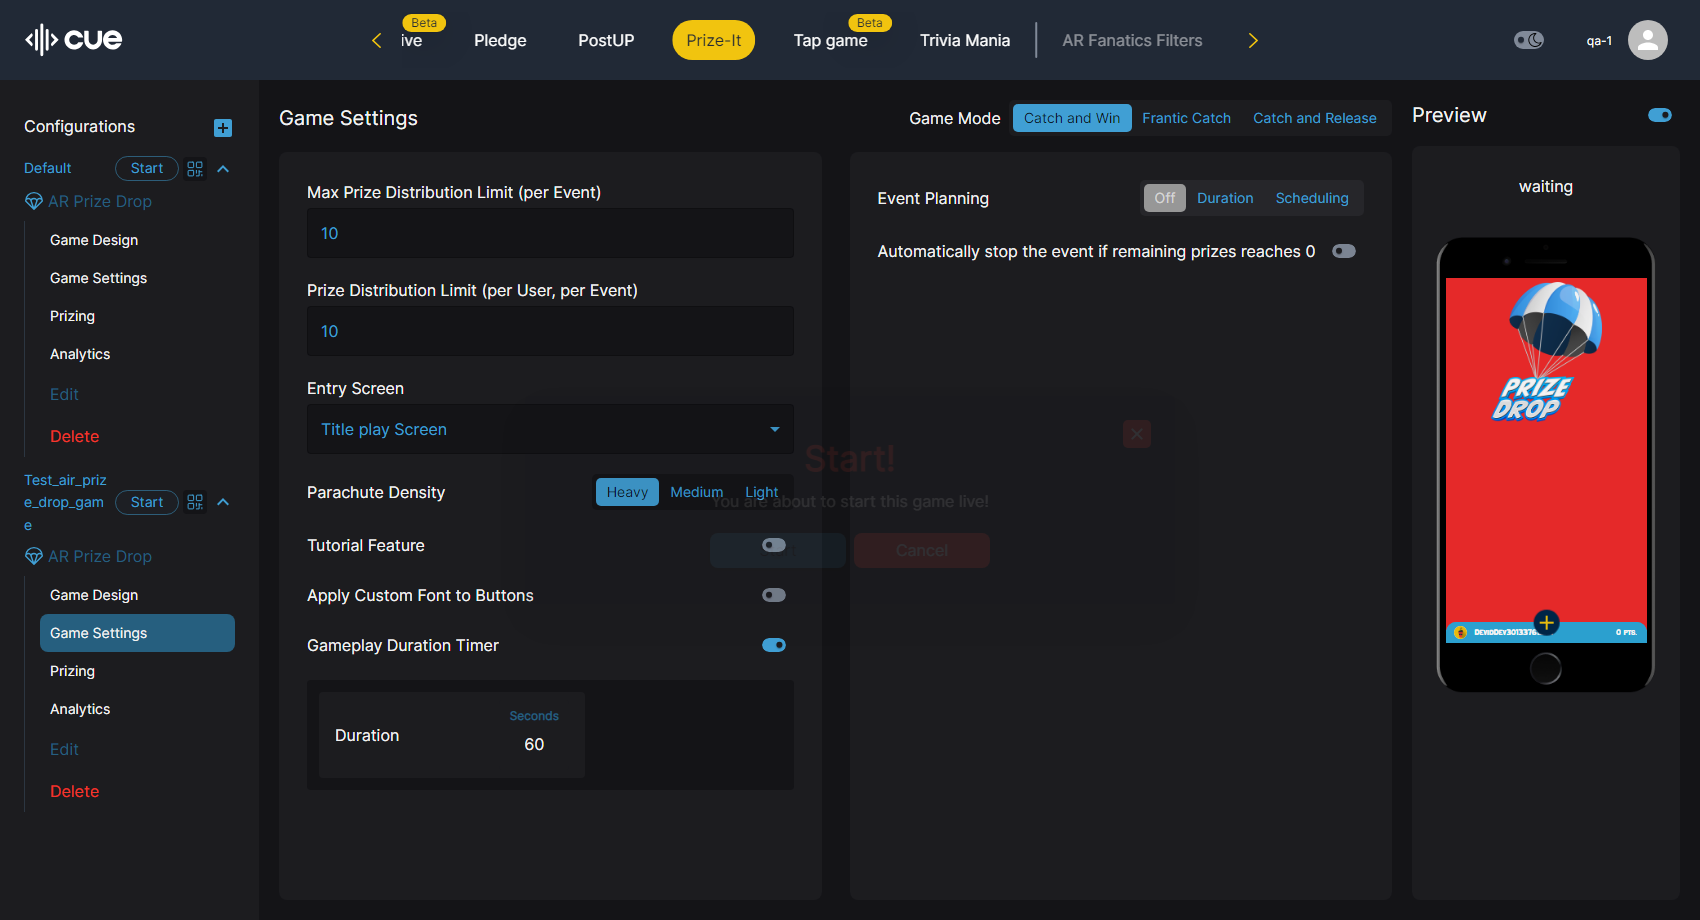 cue
ive
Beta
Pledge
PostUP
Prize-It
Tap game
Beta
Trivia Mania
AR Fanatics Filters
qa-1
Configurations
Default
Start
AR Prize Drop
Game Design
Game Settings
Prizing
Analytics
Edit
Delete
Test_air_priz
e_drop_gam
e
Start
AR Prize Drop
Game Design
Game Settings
Prizing
Analytics
Edit
Delete
Game Settings
Game Mode
Catch and Win
Frantic Catch
Catch and Release
Max Prize Distribution Limit (per Event)
10
Prize Distribution Limit (per User, per Event)
10
Entry Screen
Title play Screen
Parachute Density
Heavy
Medium
Light
Tutorial Feature
Apply Custom Font to Buttons
Gameplay Duration Timer
Duration
Seconds
60
Event Planning
Off
Duration
Scheduling
Automatically stop the event if remaining prizes reaches 0
Start!
You are about to start this game live!
Cancel
Preview
waiting
PRIZE
DROP
0 PTS.